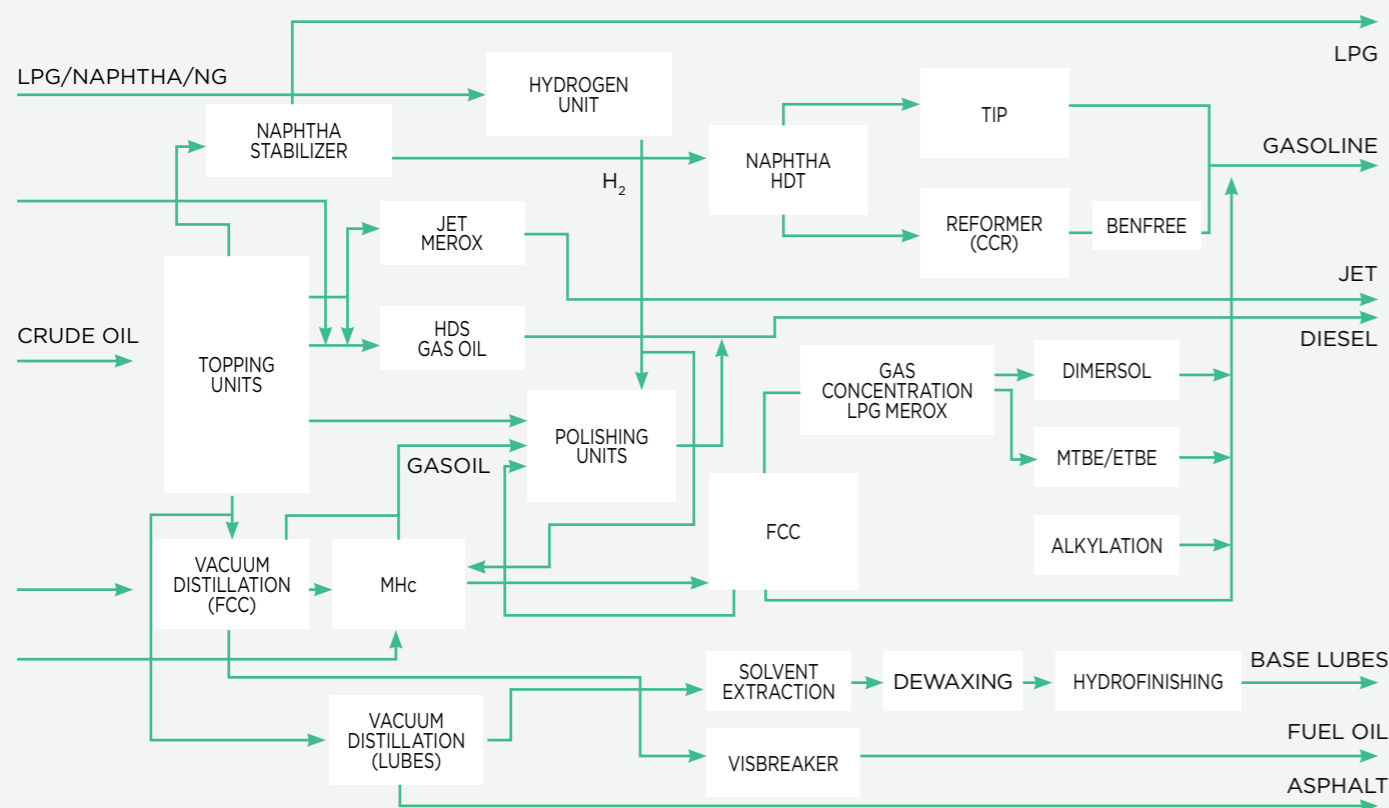 LPG
LPG/NAPHTHA/NG
HYDROGEN
UNIT
TIP
NAPHTHA
STABILIZER
NAPHTHA
HDT
GASOLINE
H₂
JET
MEROX
REFORMER
(CCR)
BENFREE
JET
CRUDE OIL
TOPPING
UNITS
HDS
GAS OIL
DIESEL
GAS
CONCENTRATION
LPG MEROX
DIMERSOL
POLISHING
UNITS
GASOIL
MTBE/ETBE
FCC
ALKYLATION
VACUUM
DISTILLATION
(FCC)
MHc
SOLVENT
EXTRACTION
DEWAXING
HYDROFINISHING
BASE LUBES
VACUUM
DISTILLATION
(LUBES)
VISBREAKER
FUEL OIL
ASPHALT